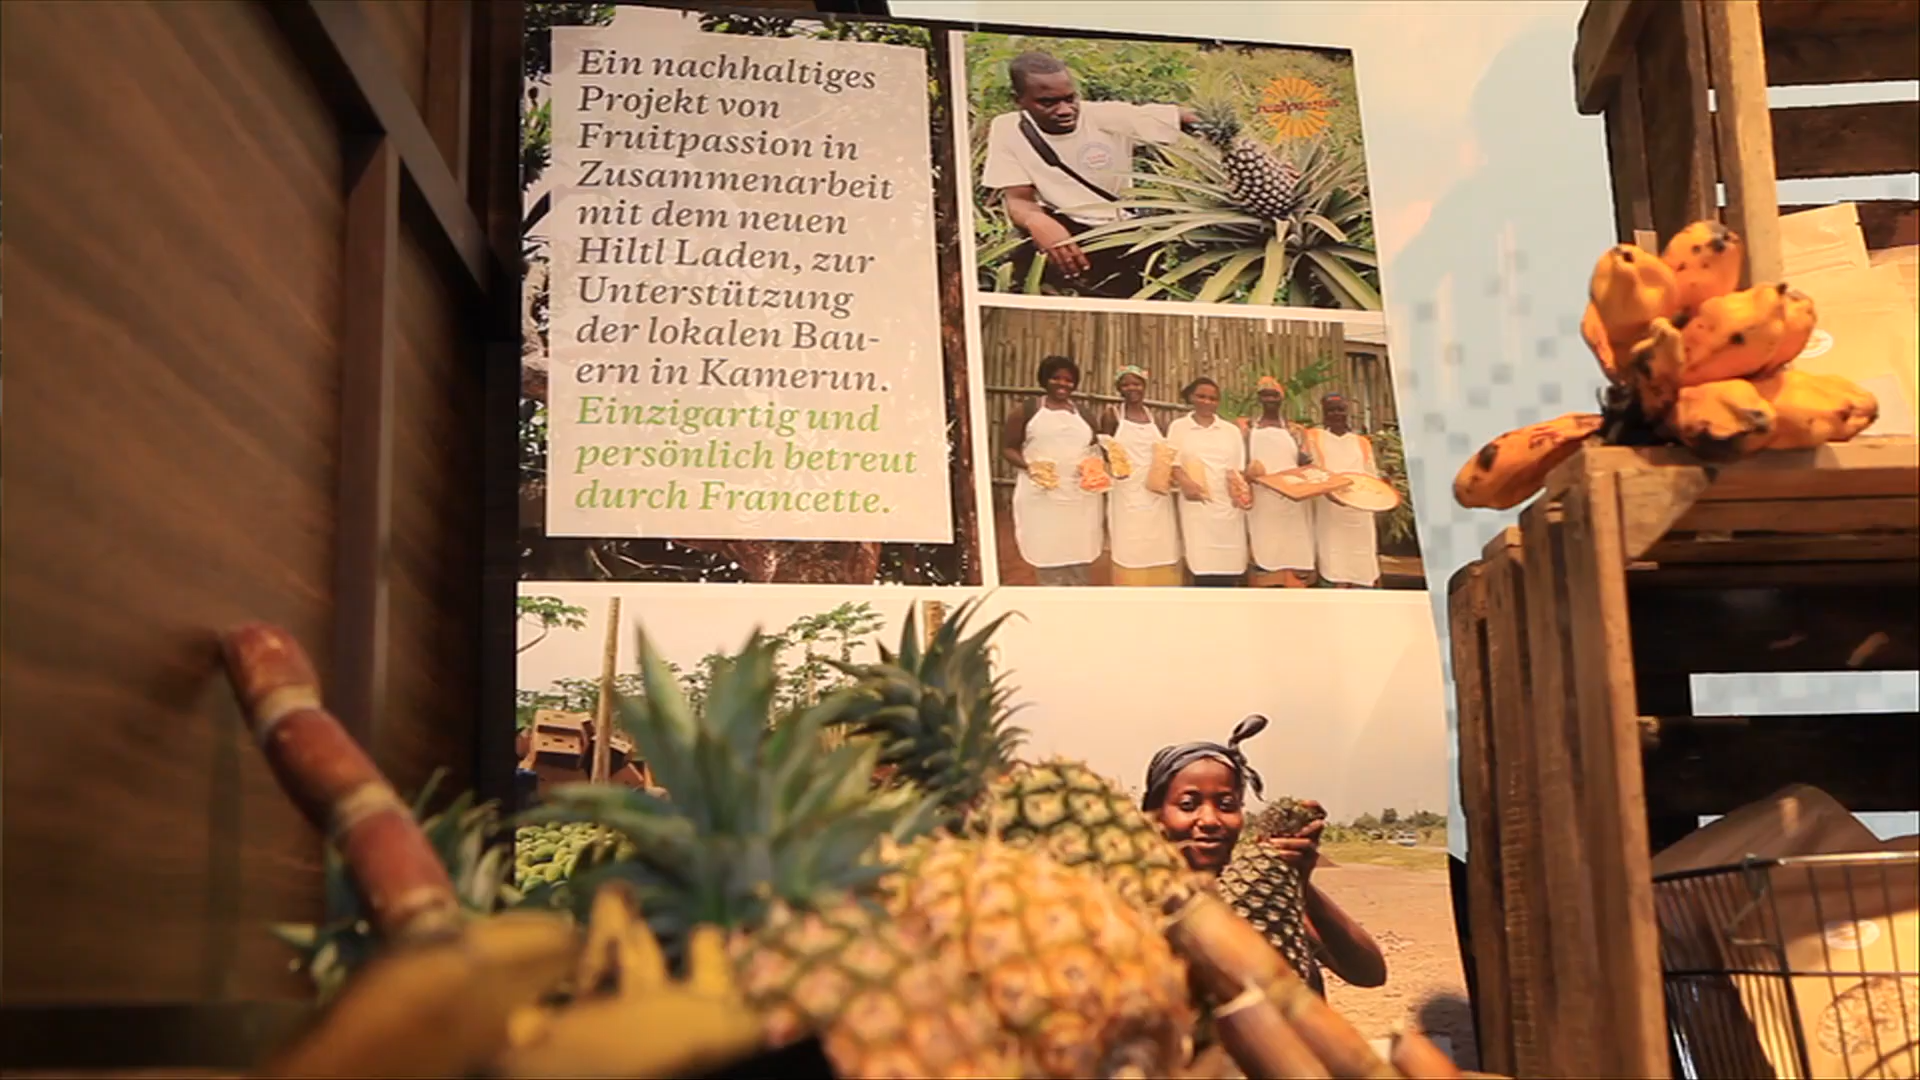 Ein nachhaltiges
Projekt von
Fruitpassion in
Zusammenarbeit
mit dem neuen
Hiltl Laden, zur
Unterstützung
der lokalen Bau-
ern in Kamerun.
Einzigartig und
persönlich betreut
durch Francette.